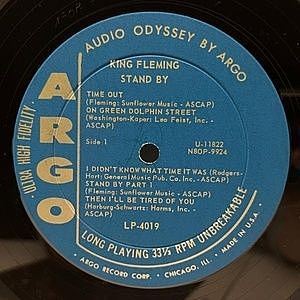 AUDIO ODYSSEY BY ARGO
KING FLEMING
STAND BY
TIME OUT
(Fleming: Sunflower Music - ASCAP)
ON GREEN DOLPHIN STREET
(Washington-Kaper: Leo Feist, Inc. -
ASCAP)
Side 1
U-11822
N8OP-9924
I DIDN'T KNOW WHAT TIME IT WAS (Rodgers-
Hart: General Music Pub. Co. Inc. - ASCAP)
STAND BY PART 1
(Fleming: Sunflower Music - ASCAP)
THEN I'LL BE TIRED OF YOU
(Harburg-Schwartz: Harms, Inc. -
ASCAP)
LP-4019
ARGO
ULTRA HIGH FIDELITY
LONG PLAYING 33⅓ RPM UNBREAKABLE
ARGO RECORD CORP. • CHICAGO, ILL. • MADE IN U.S.A.